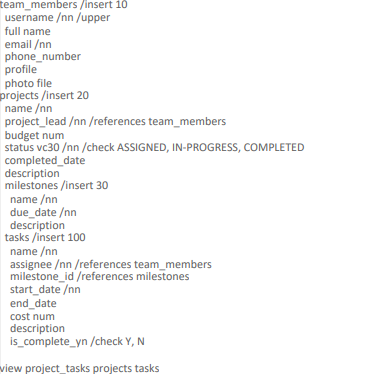 team_members /insert 10
username /nn /upper
full name
email /nn
phone_number
profile
photo file
projects /insert 20
name /nn
project_lead /nn /references team_members
budget num
status vc30 /nn /check ASSIGNED, IN-PROGRESS, COMPLETED
completed_date
description
milestones /insert 30
name /nn
due_date /nn
description
tasks /insert 100
name /nn
assignee /nn /references team_members
milestone_id /references milestones
start_date /nn
end_date
cost num
description
is_complete_yn /check Y, N
view project_tasks projects tasks